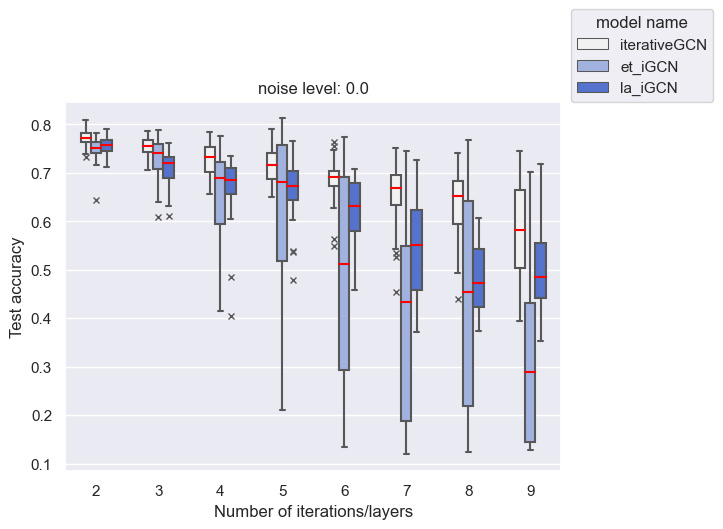 model name
iterativeGCN
et_iGCN
la_iGCN
noise level: 0.0
Test accuracy
0.8
0.7
0.6
0.5
0.4
0.3
0.2
0.1
2 3 4 5 6 7 8 9
Number of iterations/layers